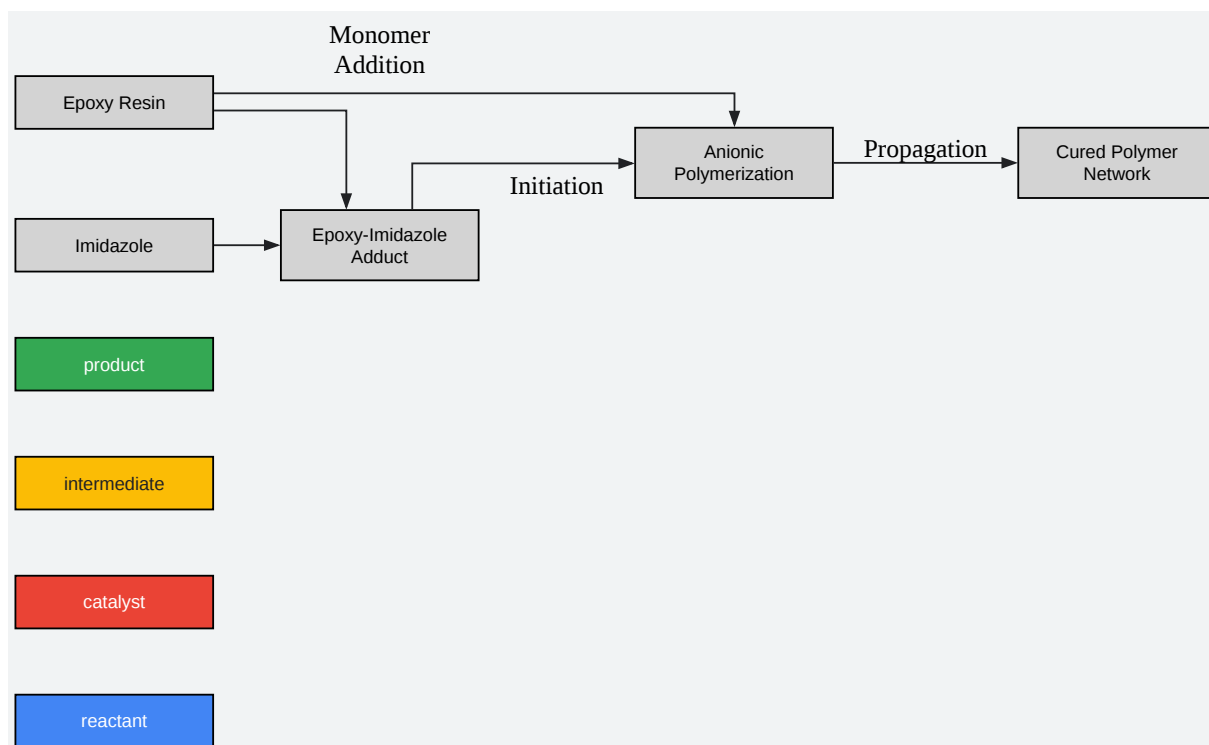 Monomer
Addition
Epoxy Resin
Anionic
Polymerization
Propagation
Cured Polymer
Network
Initiation
Imidazole
Epoxy-Imidazole
Adduct
product
intermediate
catalyst
reactant